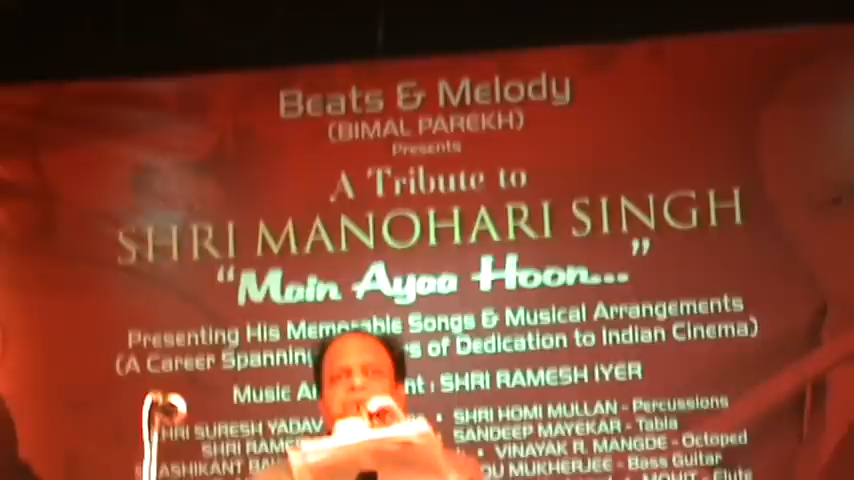 Beats & Melody
(BIMAL PAREKH)
Presents
A Tribute to
SHRI MANOHARI SINGH
"Main Ayaa Hoon..."
Presenting His Memorable Songs & Musical Arrangements
(A Career Spanning of Dedication to Indian Cinema)
Music : SHRI RAMESH IYER
SHRI SURESH YADAV
SHRI HOMI MULLAN - Percussions
SHRI
SANDEEP MAYEKAR - Tabla
VINAYAK R. MANGDE - Octoped
MUKHERJEE - Bass Guitar
MOHIT - Flute